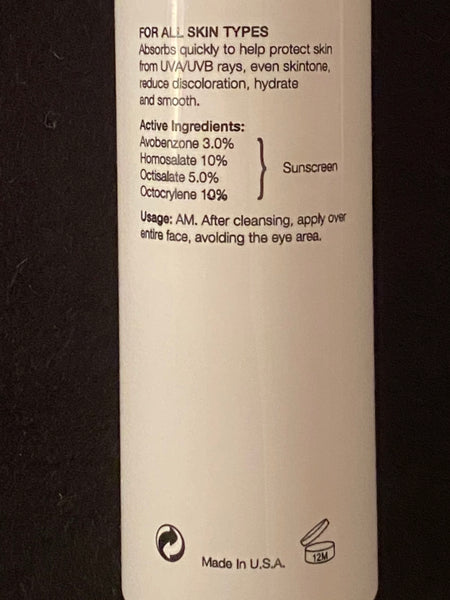 FOR ALL SKIN TYPES
Absorbs quickly to help protect skin
from UVA/UVB rays, even skintone,
reduce discoloration, hydrate
and smooth.
Active Ingredients:
Avobenzone 3.0%
Homosalate 10%
Octisalate 5.0%
Octocrylene 10%
Sunscreen
Usage: AM. After cleansing, apply over
entire face, avoiding the eye area.
Made In U.S.A.
12M